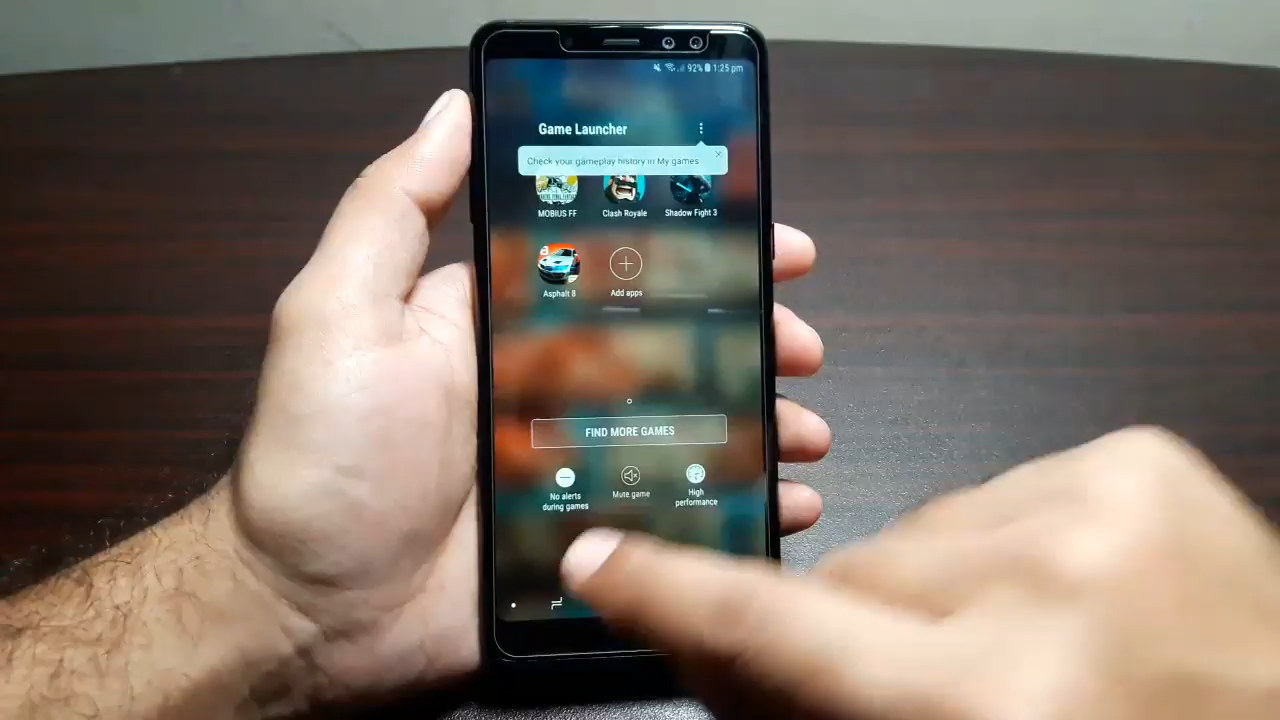 92% 1:25 pm
Game Launcher
Check your gameplay history in My games
MOBIUS FF
Clash Royale
Shadow Fight 3
Asphalt 8
Add apps
FIND MORE GAMES
No alerts
during games
Mute game
High
performance